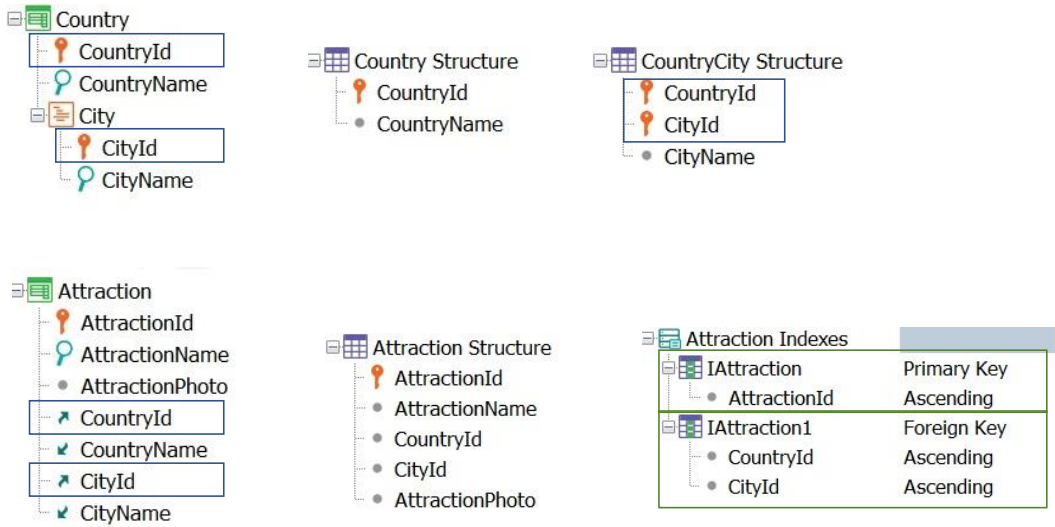 Country
CountryId
CountryName
City
CityId
CityName
Country Structure
CountryId
CountryName
CountryCity Structure
CountryId
CityId
CityName
Attraction
AttractionId
AttractionName
AttractionPhoto
CountryId
CountryName
CityId
CityName
Attraction Structure
AttractionId
AttractionName
CountryId
CityId
AttractionPhoto
Attraction Indexes
IAttraction Primary Key
AttractionId Ascending
IAttraction1 Foreign Key
CountryId Ascending
CityId Ascending